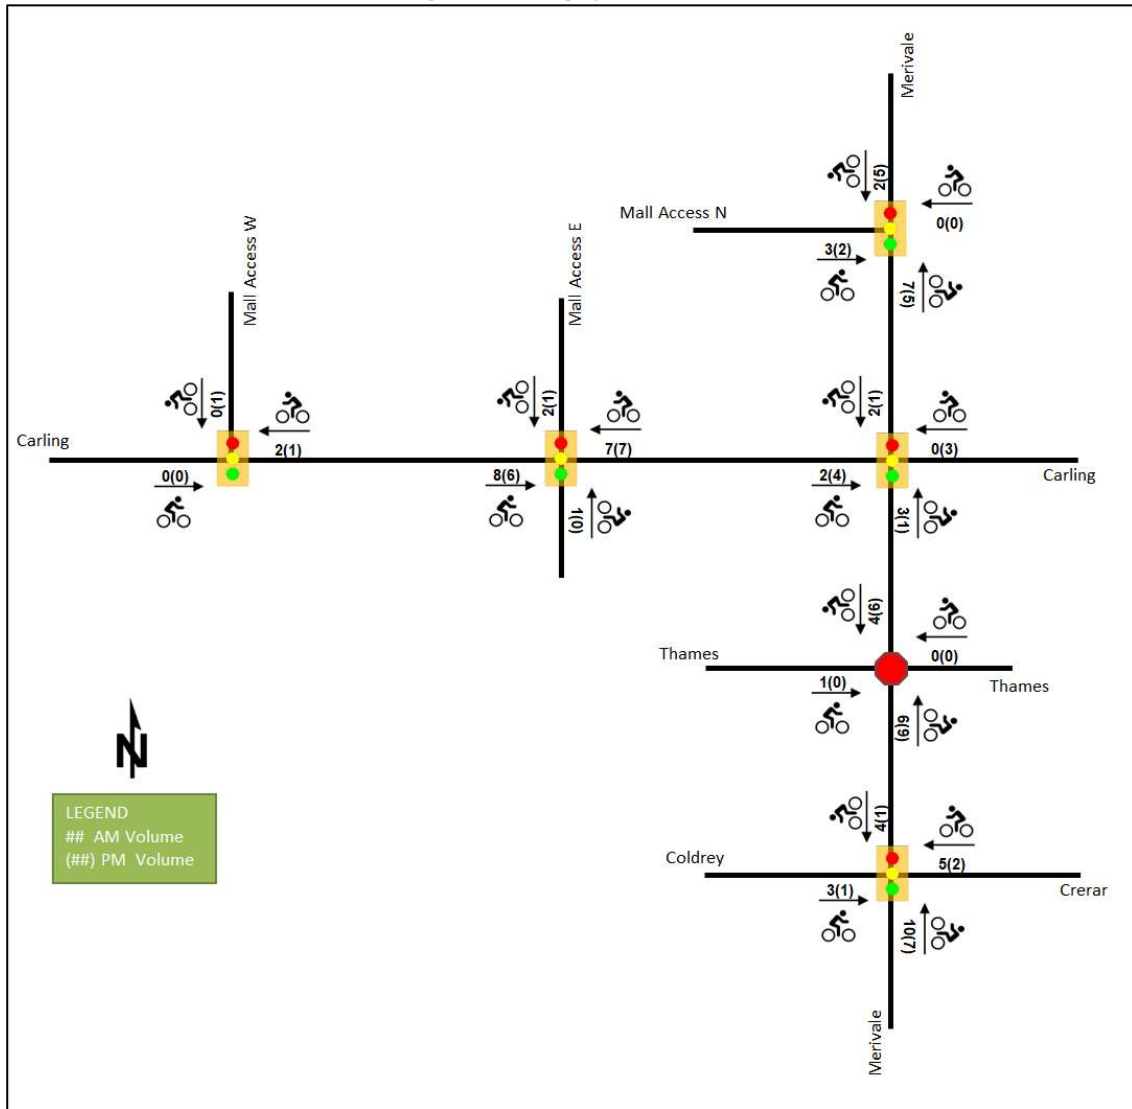 Merivale
2(5)
Mall Access N
0(0)
3(2)
7(5)
Mall Access W
Mall Access E
0(1)
2(1)
2(1)
Carling
2(1)
7(7)
0(3)
0(0)
8(6)
2(4)
Carling
1(0)
3(1)
4(6)
Thames
0(0)
1(0)
Thames
6(9)
N
4(1)
LEGEND
## AM Volume
(##) PM Volume
Coldrey
5(2)
3(1)
Crerar
10(7)
Merivale